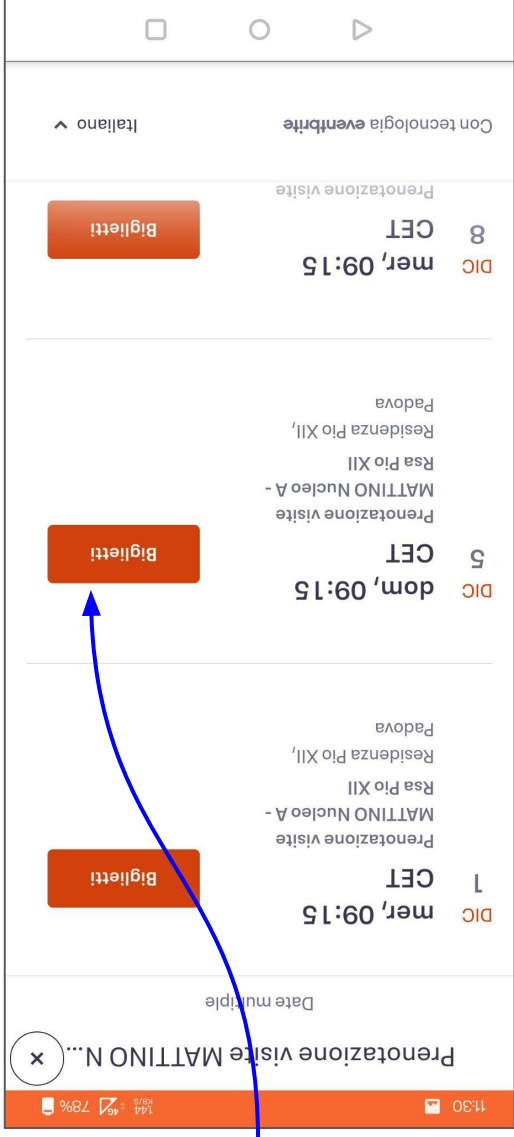 11:30
144 KB/S 4G 78%
Prenotazione visite MATTINO N...
Date multiple
DIC mer, 09:15
1 CET
Prenotazione visite
MATTINO Nucleo A -
Rsa Pio XII
Residenza Pio XII,
Padova
Biglietti
DIC dom, 09:15
5 CET
Prenotazione visite
MATTINO Nucleo A -
Rsa Pio XII
Residenza Pio XII,
Padova
Biglietti
DIC mer, 09:15
8 CET
Prenotazione visite
Biglietti
Con tecnologia eventbrite
Italiano